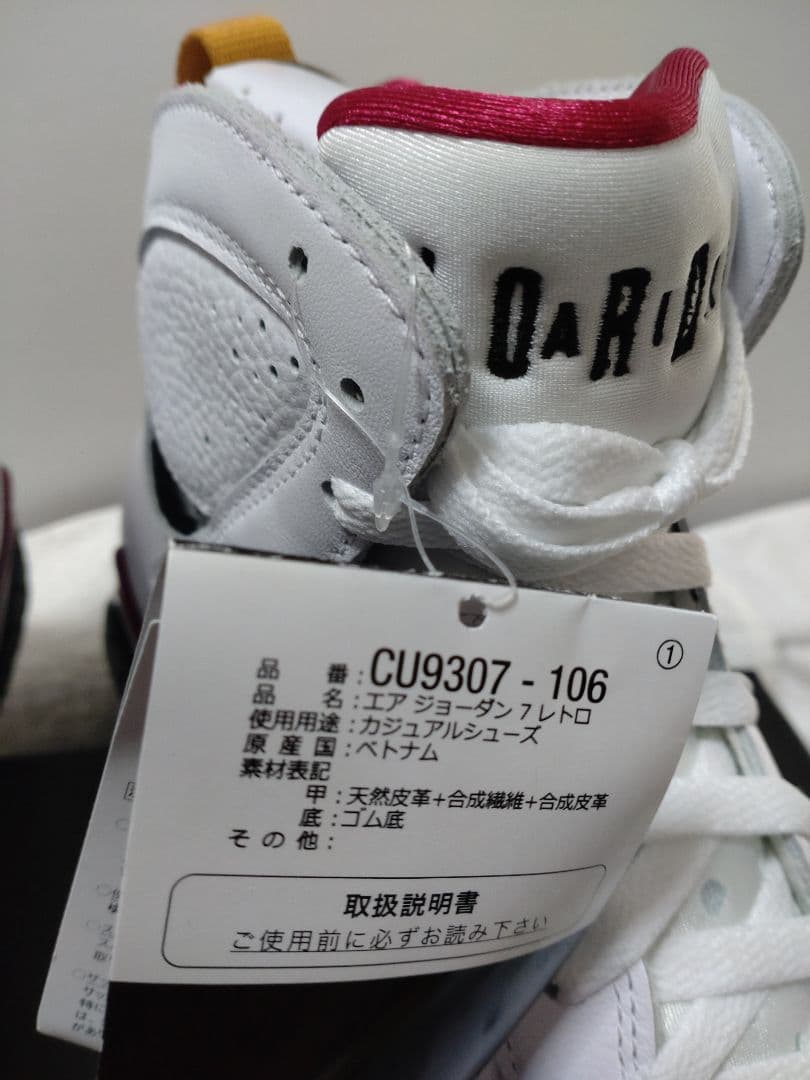 OARID
①
品 番:CU9307 - 106
品 名:エア ジョーダン 7 レトロ
使用用途:カジュアルシューズ
原 産 国:ベトナム
素材表記
甲:天然皮革+合成繊維+合成皮革
底:ゴム底
そ の 他:
取扱説明書
ご使用前に必ずお読み下さい